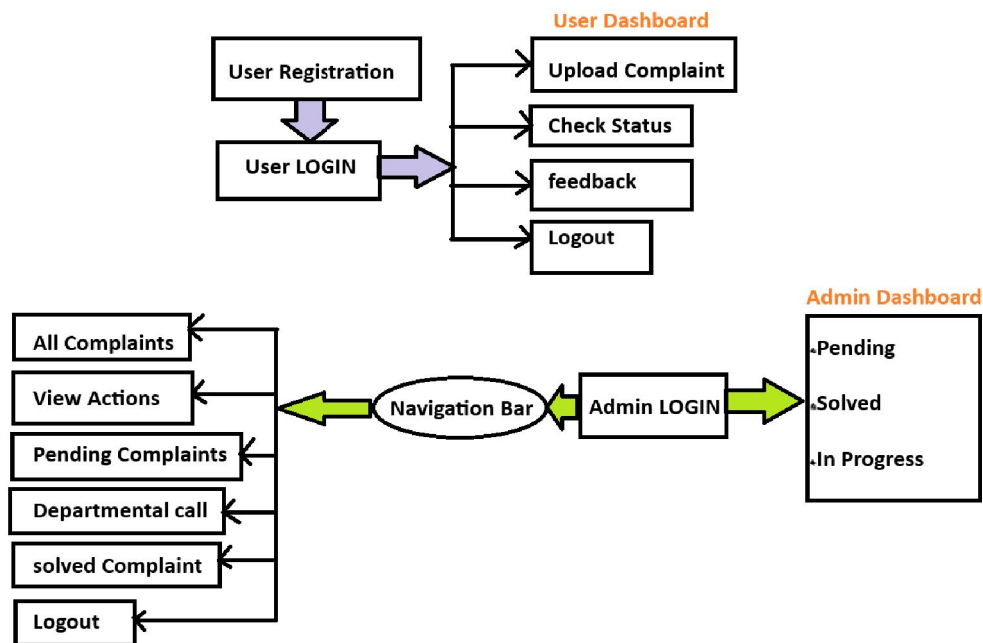 User Dashboard
User Registration
Upload Complaint
Check Status
User LOGIN
feedback
Logout
Admin Dashboard
All Complaints
Pending
View Actions
Navigation Bar
Admin LOGIN
Solved
Pending Complaints
In Progress
Departmental call
solved Complaint
Logout